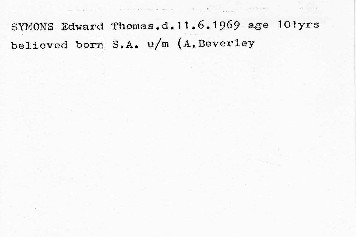 SYMONS Edward Thomas.d.11.6.1969 age 101yrs
believed born S.A. u/m (A.Beverley